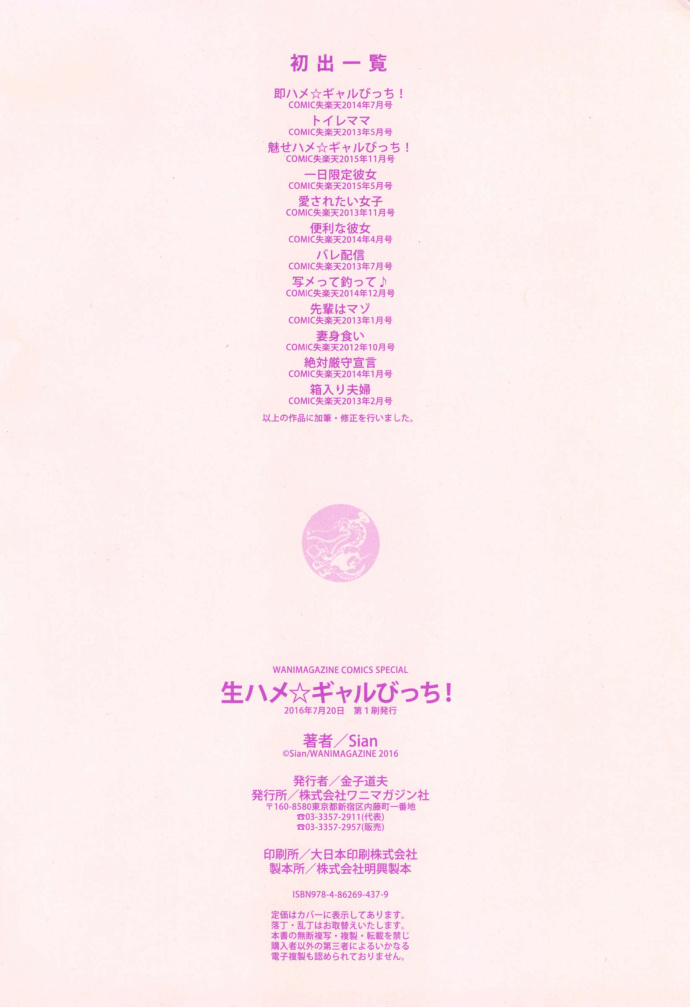 初出一覧
即ハメ☆ギャルびっち！
COMIC失楽天2014年7月号
トイレママ
COMIC失楽天2013年5月号
魅せハメ☆ギャルびっち！
COMIC失楽天2015年11月号
一日限定彼女
COMIC失楽天2015年5月号
愛されたい女子
COMIC失楽天2013年11月号
便利な彼女
COMIC失楽天2014年4月号
バレ配信
COMIC失楽天2013年7月号
写メって釣って♪
COMIC失楽天2014年12月号
先輩はマゾ
COMIC失楽天2013年1月号
妻身食い
COMIC失楽天2012年10月号
絶対厳守宣言
COMIC失楽天2014年1月号
箱入り夫婦
COMIC失楽天2013年2月号
以上の作品に加筆・修正を行いました。
WANIMAGAZINE COMICS SPECIAL
生ハメ☆ギャルびっち！
2016年7月20日　第1刷発行
著者／Sian
©Sian/WANIMAGAZINE 2016
発行者／金子道夫
発行所／株式会社ワニマガジン社
〒160-8580東京都新宿区内藤町一番地
☎03-3357-2911(代表)
☎03-3357-2957(販売)
印刷所／大日本印刷株式会社
製本所／株式会社明興製本
ISBN978-4-86269-437-9
定価はカバーに表示してあります。
落丁・乱丁はお取替えいたします。
本書の無断複写・複製・転載を禁じ
購入者以外の第三者によるいかなる
電子複製も認められておりません。